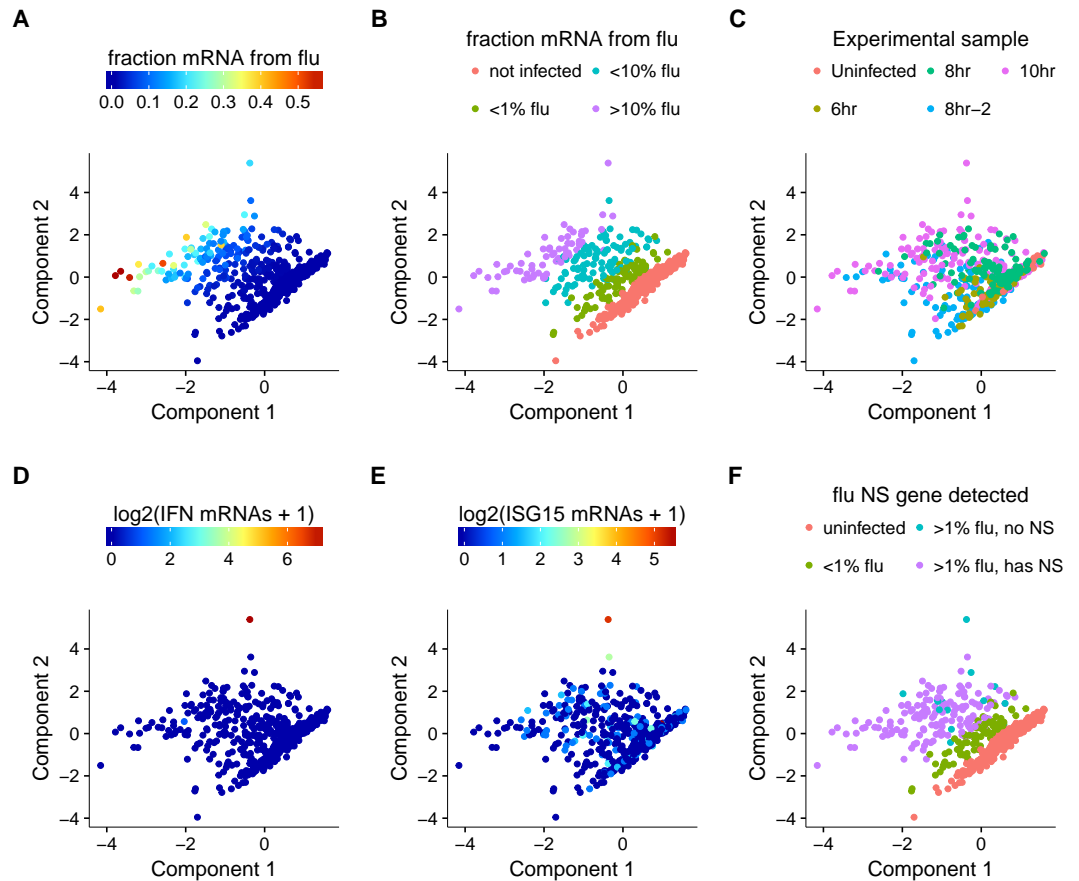 A
fraction mRNA from flu
0.0 0.1 0.2 0.3 0.4 0.5
Component 2
4
2
0
−2
−4
−4 −2 0
Component 1
B
fraction mRNA from flu
not infected <10% flu
<1% flu >10% flu
Component 2
4
2
0
−2
−4
−4 −2 0
Component 1
C
Experimental sample
Uninfected 8hr 10hr
6hr 8hr−2
Component 2
4
2
0
−2
−4
−4 −2 0
Component 1
D
log2(IFN mRNAs + 1)
0 2 4 6
Component 2
4
2
0
−2
−4
−4 −2 0
Component 1
E
log2(ISG15 mRNAs + 1)
0 1 2 3 4 5
Component 2
4
2
0
−2
−4
−4 −2 0
Component 1
F
flu NS gene detected
uninfected >1% flu, no NS
<1% flu >1% flu, has NS
Component 2
4
2
0
−2
−4
−4 −2 0
Component 1